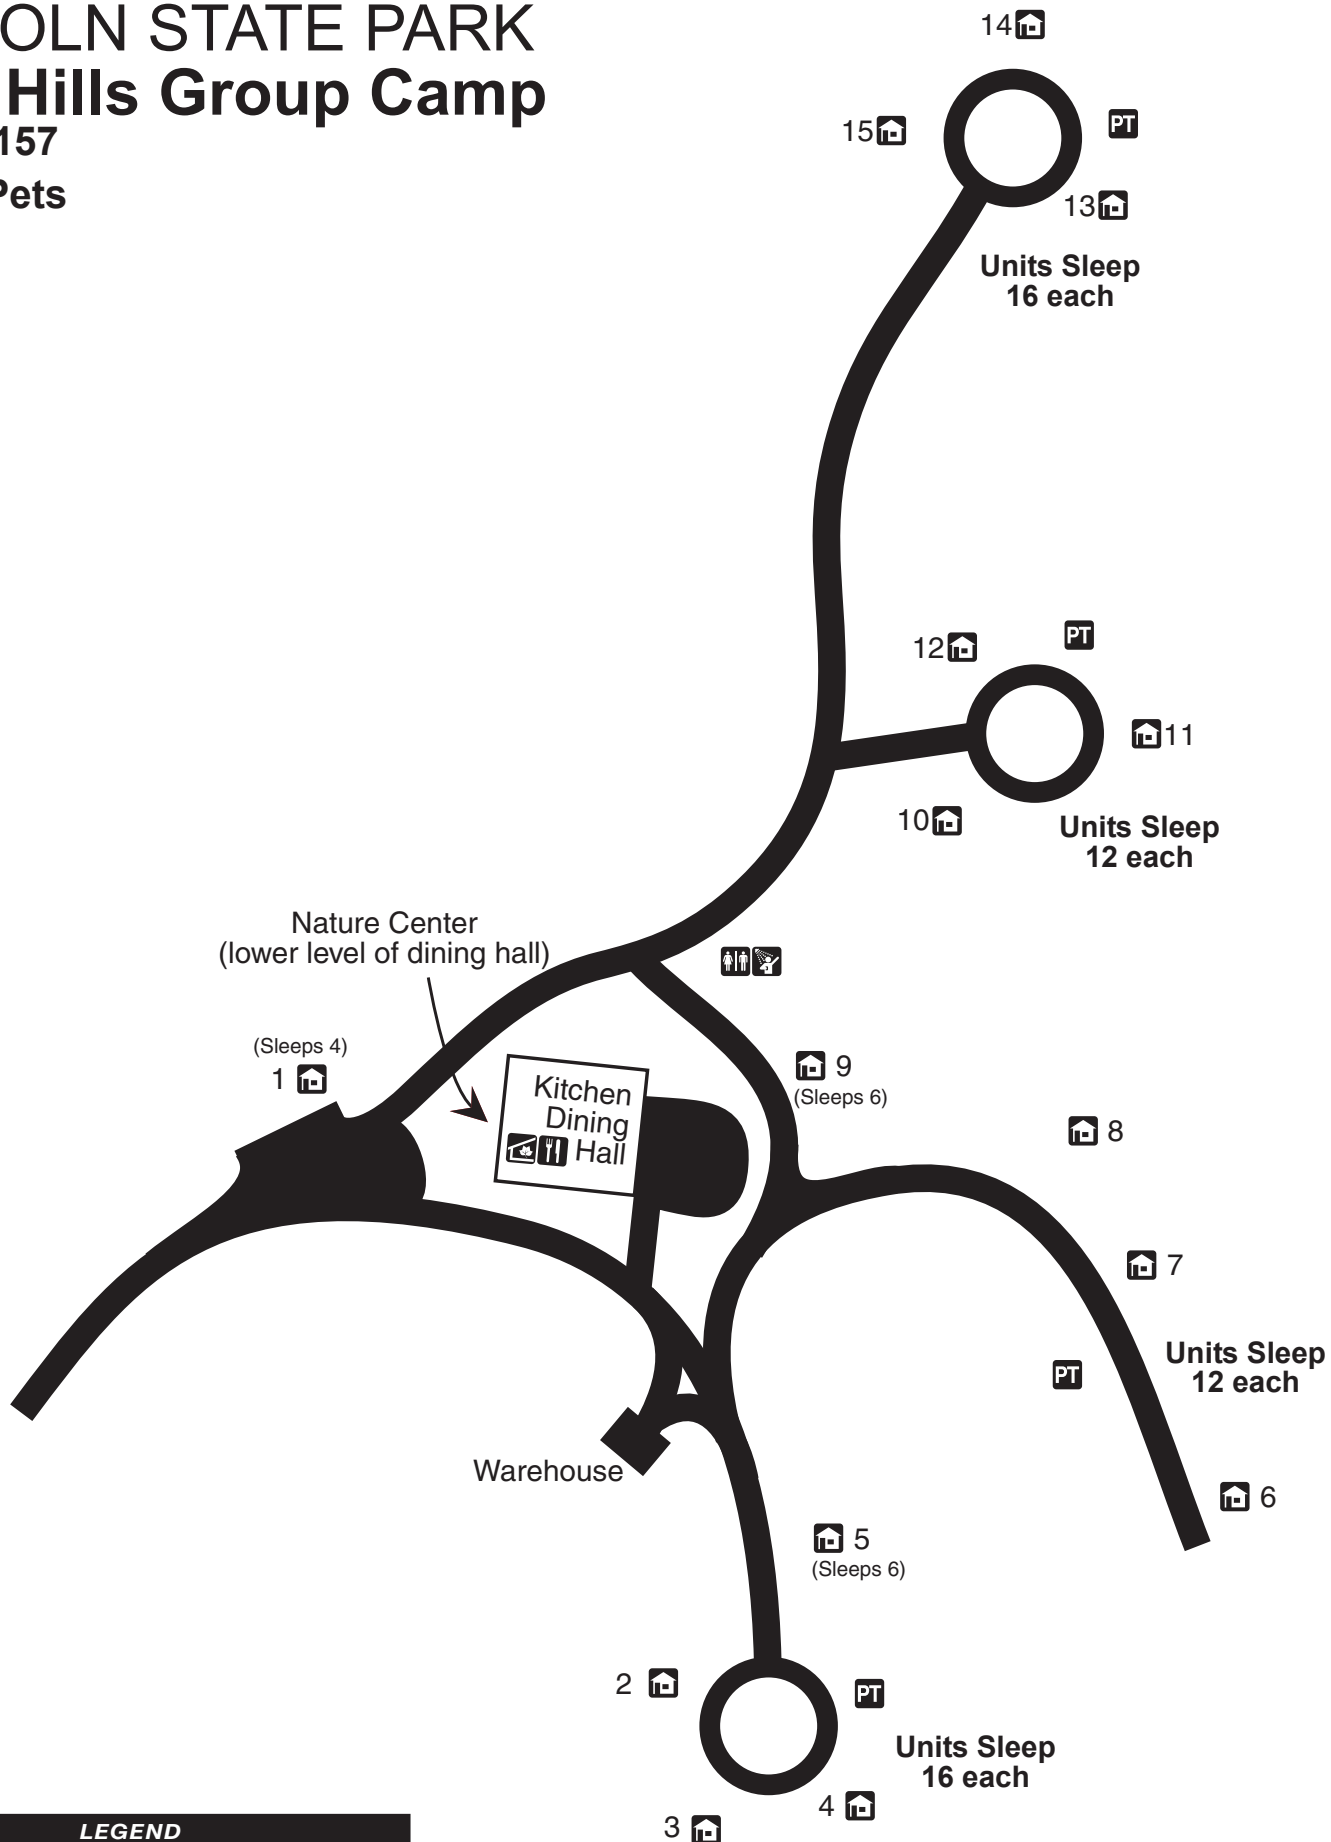 OLN STATE PARK
Hills Group Camp
157
Pets
14
15
PT
13
Units Sleep
16 each
12
PT
11
10
Units Sleep
12 each
Nature Center
(lower level of dining hall)
(Sleeps 4)
1
Kitchen
Dining
Hall
9
(Sleeps 6)
8
7
Units Sleep
12 each
PT
6
Warehouse
5
(Sleeps 6)
2
PT
Units Sleep
16 each
4
3
LEGEND